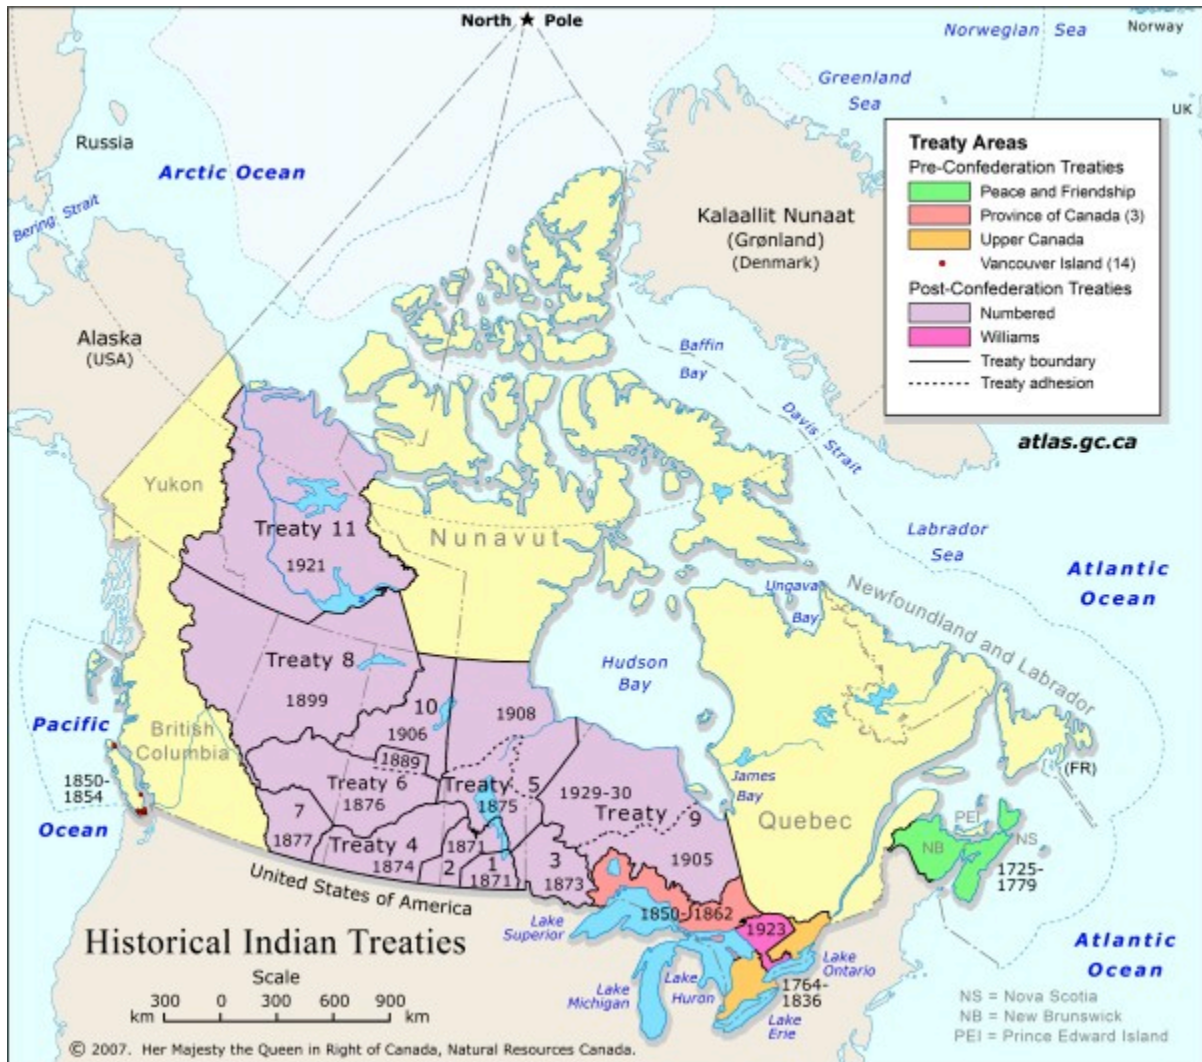 North ★ Pole
Norwegian Sea
Norway
Greenland
Sea
UK
Russia
Arctic Ocean
Bering Strait
Kalaallit Nunaat
(Grønland)
(Denmark)
Alaska
(USA)
Baffin
Bay
Davis Strait
Treaty Areas
Pre-Confederation Treaties
Peace and Friendship
Province of Canada (3)
Upper Canada
Vancouver Island (14)
Post-Confederation Treaties
Numbered
Williams
Treaty boundary
Treaty adhesion
atlas.gc.ca
Yukon
Treaty 11
1921
Nunavut
Labrador
Sea
Atlantic
Ocean
Ungava
Bay
Newfoundland and Labrador
Hudson
Bay
Treaty 8
1899
10
1906
1908
1889
Pacific
Ocean
British
Columbia
1850-
1854
Treaty 6
1876
Treaty 5
1875
1929-30
Treaty 9
1905
James
Bay
Quebec
(FR)
7
1877
Treaty 4
1874
1871
2
1
1871
3
1873
PEI
NB
NS
1725-
1779
United States of America
1850-1862
Lake
Superior
1923
Lake
Ontario
1764-
1836
Lake
Michigan
Lake
Huron
Lake
Erie
Atlantic
Ocean
Historical Indian Treaties
Scale
300 0 300 600 900
km km
NS = Nova Scotia
NB = New Brunswick
PEI = Prince Edward Island
© 2007. Her Majesty the Queen in Right of Canada, Natural Resources Canada.